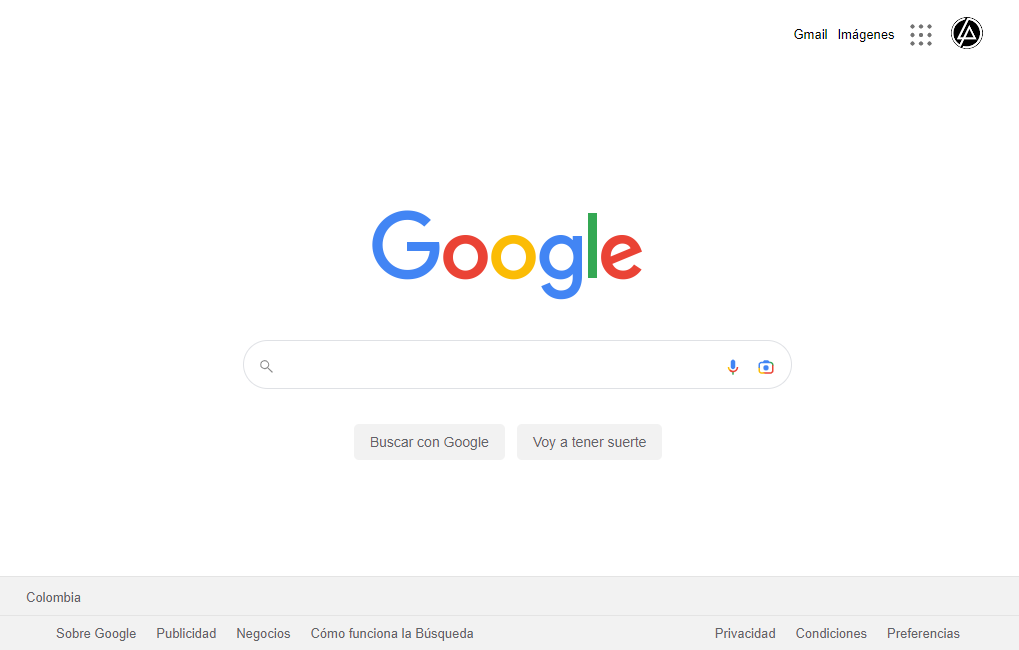 Gmail Imágenes
Google
Buscar con Google Voy a tener suerte
Colombia
Sobre Google Publicidad Negocios Cómo funciona la Búsqueda Privacidad Condiciones Preferencias